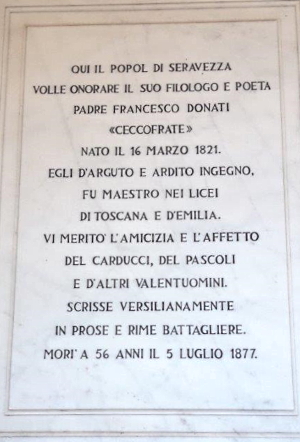 QUI IL POPOL DI SERAVEZZA
VOLLE ONORARE IL SUO FILOLOGO E POETA
PADRE FRANCESCO DONATI
«CECCOFRATE»
NATO IL 16 MARZO 1821.
EGLI D'ARGUTO E ARDITO INGEGNO,
FU MAESTRO NEI LICEI
DI TOSCANA E D'EMILIA.
VI MERITO' L'AMICIZIA E L'AFFETTO
DEL CARDUCCI, DEL PASCOLI
E D'ALTRI VALENTUOMINI.
SCRISSE VERSILIANAMENTE
IN PROSE E RIME BATTAGLIERE.
MORI' A 56 ANNI IL 5 LUGLIO 1877.